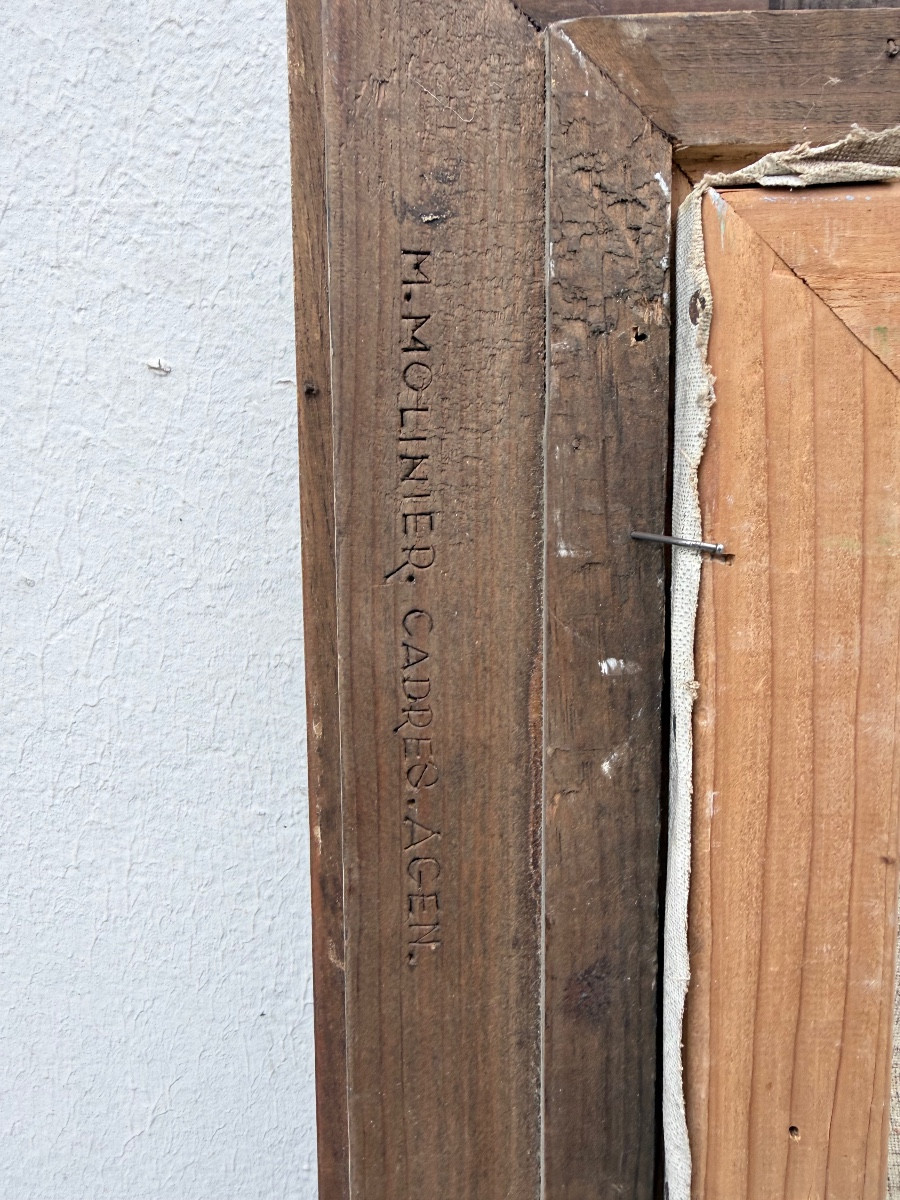 M. MOLINIER. CADRES. AGEN.